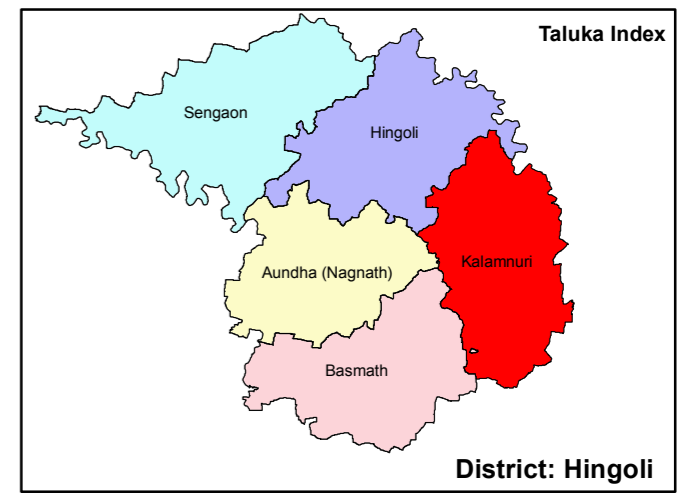 Taluka Index
Sengaon
Hingoli
Kalamnuri
Aundha (Nagnath)
Basmath
District: Hingoli